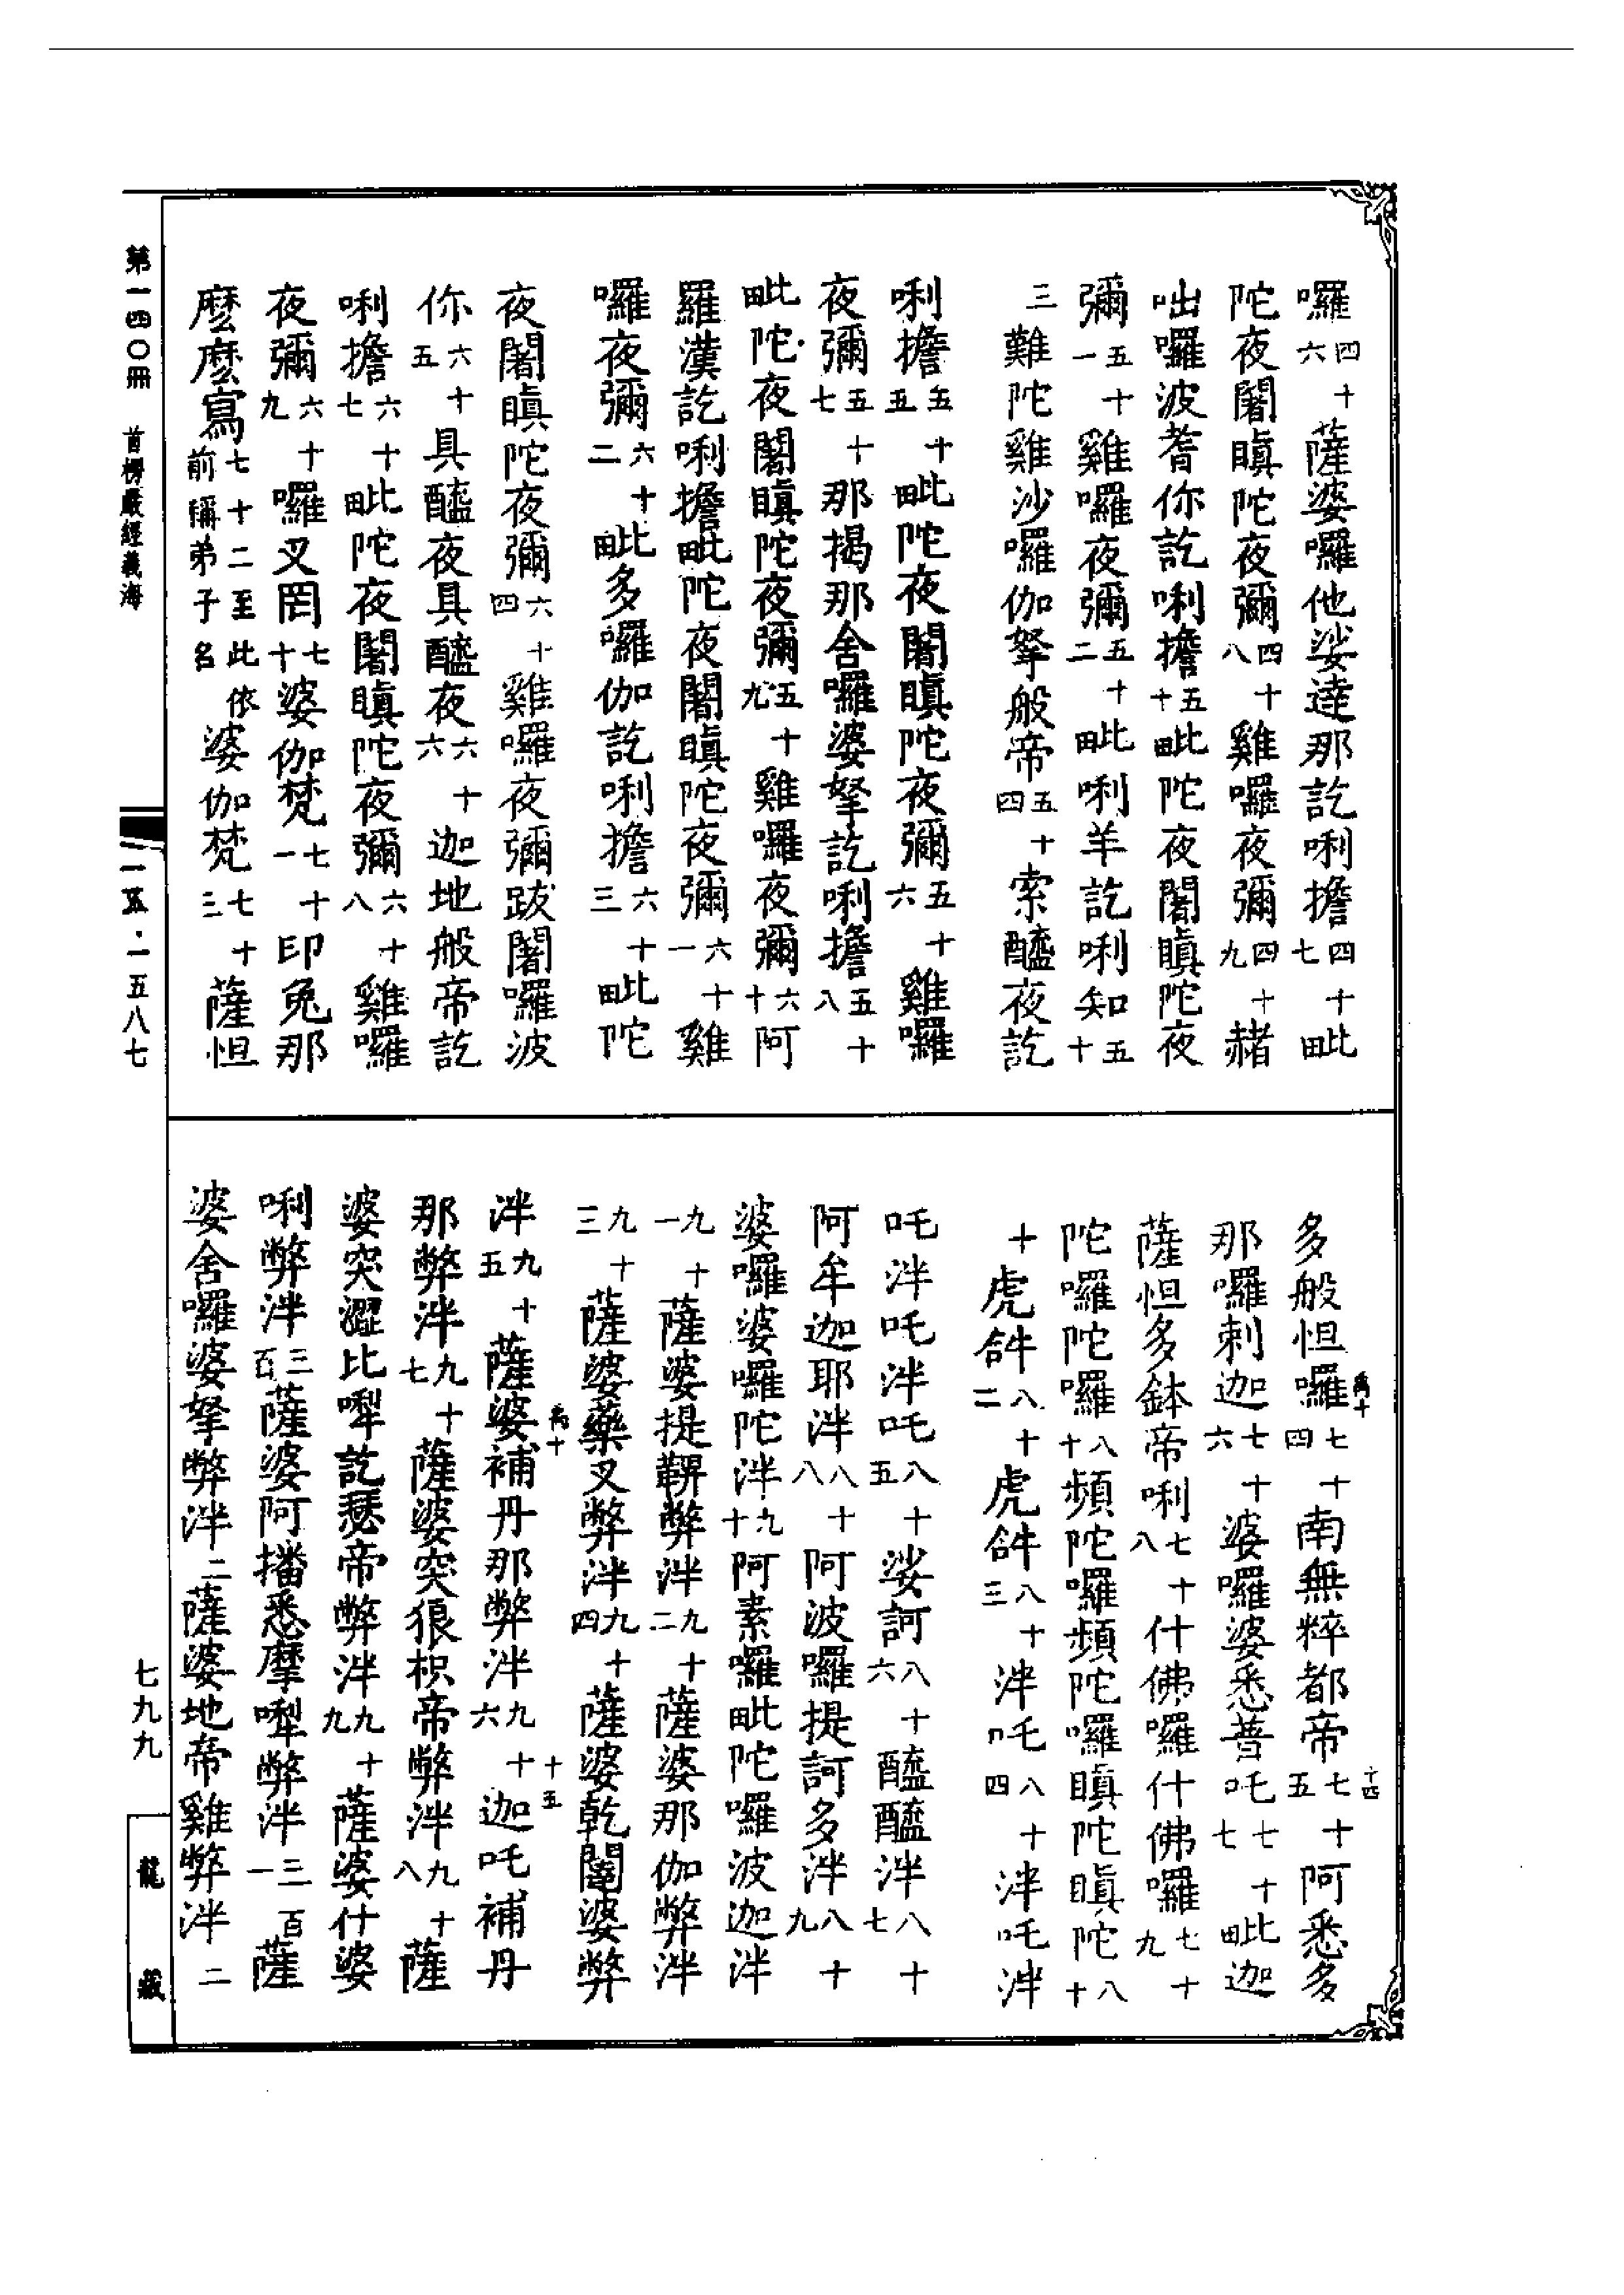 囉四十六薩婆囉他娑達那訖唎擔四十七毗
陀夜闍瞋陀夜彌四十八雞囉夜彌四十九赭
咄囉波耆你訖唎擔五十毗陀夜闍瞋陀夜
彌五十一雞囉夜彌五十二毗唎羊訖唎知五十
三難陀雞沙囉伽拏般帝五十四索醯夜訖
唎擔五十五毗陀夜闍瞋陀夜彌五十六雞囉
夜彌五十七那揭那舍囉婆拏訖唎擔五十八
毗陀夜闍瞋陀夜彌五十九雞囉夜彌六十阿
羅漢訖唎擔毗陀夜闍瞋陀夜彌六十一雞
囉夜彌六十二毗多囉伽訖唎擔六十三毗陀
夜闍瞋陀夜彌六十四雞囉夜彌跋闍囉波
你六十五具醯夜具醯夜六十六迦地般帝訖
唎擔六十七毗陀夜闍瞋陀夜彌六十八雞囉
夜彌六十九囉叉罔七十婆伽梵七十一印兔那
麼麼寫七十二至此依前稱弟子名婆伽梵七十三薩怛
多般怛囉七十四南無粹都帝七十五阿悉多
那囉剌迦七十六婆囉婆悉普吒七十七毗迦
薩怛多鉢帝唎七十八什佛囉什佛囉七十九
陀囉陀囉八十頻陀囉頻陀囉瞋陀瞋陀八十
十虎𤙖八十二虎𤙖八十三泮吒八十四泮吒泮
吒泮吒泮吒八十五娑訶八十六醯醯泮八十七
阿牟迦耶泮八十八阿波囉提訶多泮八十九
婆囉婆囉陀泮九十阿素囉毗陀囉波迦泮
九十一薩婆提鞞弊泮九十二薩婆那伽弊泮
九十三薩婆藥叉弊泮九十四薩婆乾闥婆弊
泮九十五薩婆補丹那弊泮九十六迦吒補丹
那弊泮九十七薩婆突狼枳帝弊泮九十八薩
婆突澀比𠼝訖瑟帝弊泮九十九薩婆什婆
唎弊泮三百薩婆阿播悉摩𠼝弊泮三百一薩
婆舍囉婆拏弊泮二薩婆地帝雞弊泮二
第一四〇冊 首楞嚴經義海
一五八七
七九九
龍藏